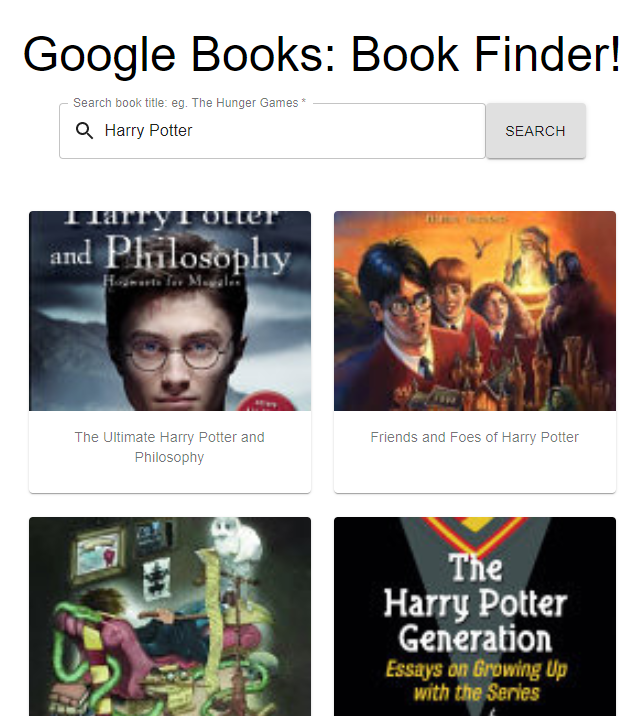 Google Books: Book Finder!
Search book title: eg. The Hunger Games *
Harry Potter
SEARCH
Harry Potter
and Philosophy
Hogwarts for Muggles
The Ultimate Harry Potter and
Philosophy
Friends and Foes of Harry Potter
The
Harry Potter
Generation
Essays on Growing Up
with the Series